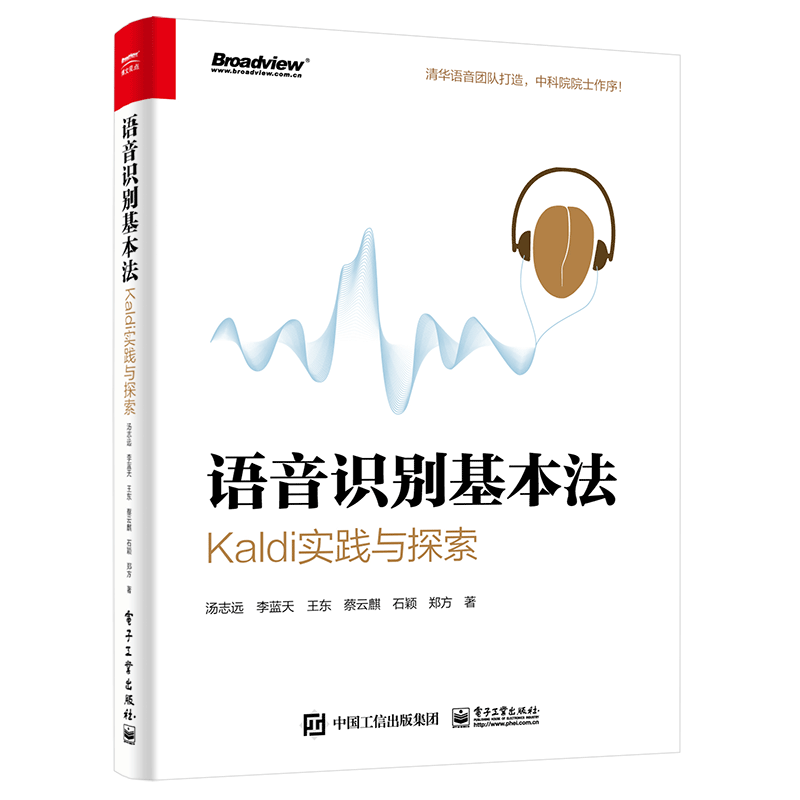 博文视点
语音识别基本法
Kaldi实践与探索
汤志远 李蓝天 王东 蔡云麒 石颖 郑方 著
电子工业出版社
Broadview®
www.broadview.com.cn
清华语音团队打造，中科院院士作序！
语音识别基本法
Kaldi实践与探索
汤志远 李蓝天 王东 蔡云麒 石颖 郑方 著
中国工信出版集团
电子工业出版社
PUBLISHING HOUSE OF ELECTRONICS INDUSTRY
http://www.phei.com.cn